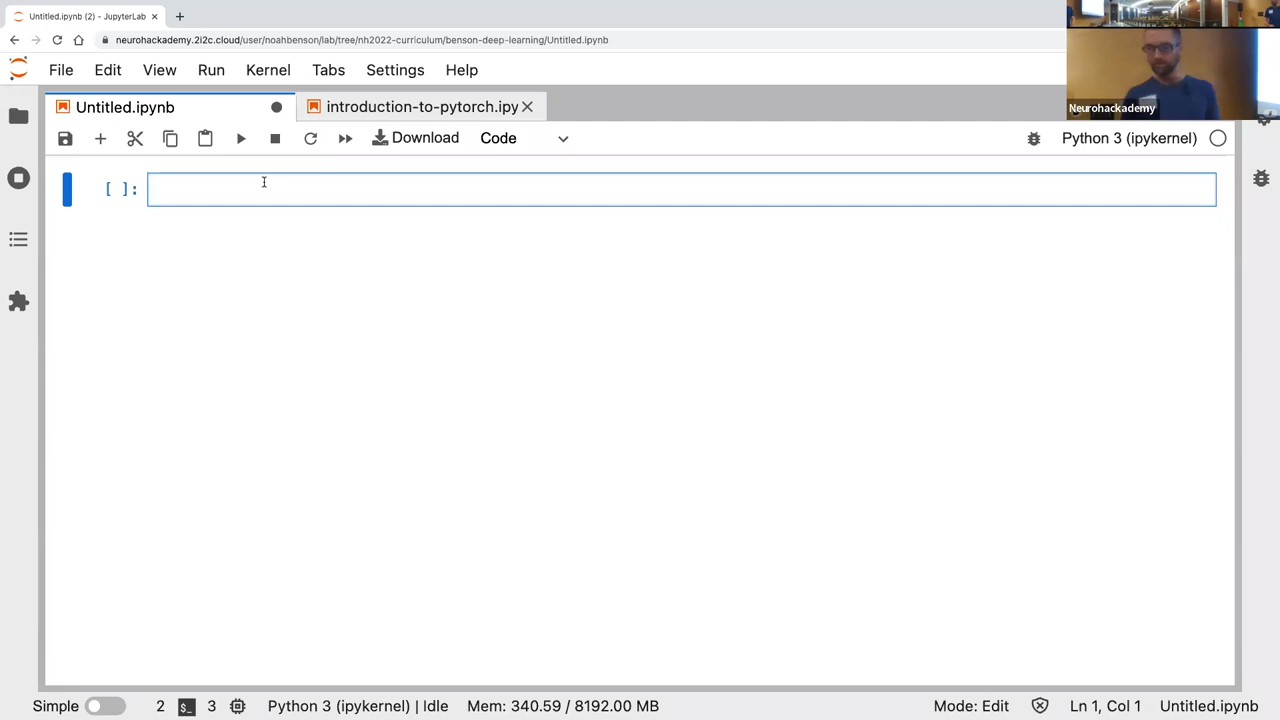 Untitled.ipynb (2) - JupyterLab
neurohackademy.2i2c.cloud/user/noahbenson/lab/tree/nh2022-curriculum/benson-deep-learning/Untitled.ipynb
File Edit View Run Kernel Tabs Settings Help
Neurohackademy
Untitled.ipynb introduction-to-pytorch.ipy
Download Code Python 3 (ipykernel)
[ ]:
Simple 2 $_ 3 Python 3 (ipykernel) | Idle Mem: 340.59 / 8192.00 MB Mode: Edit Ln 1, Col 1 Untitled.ipynb